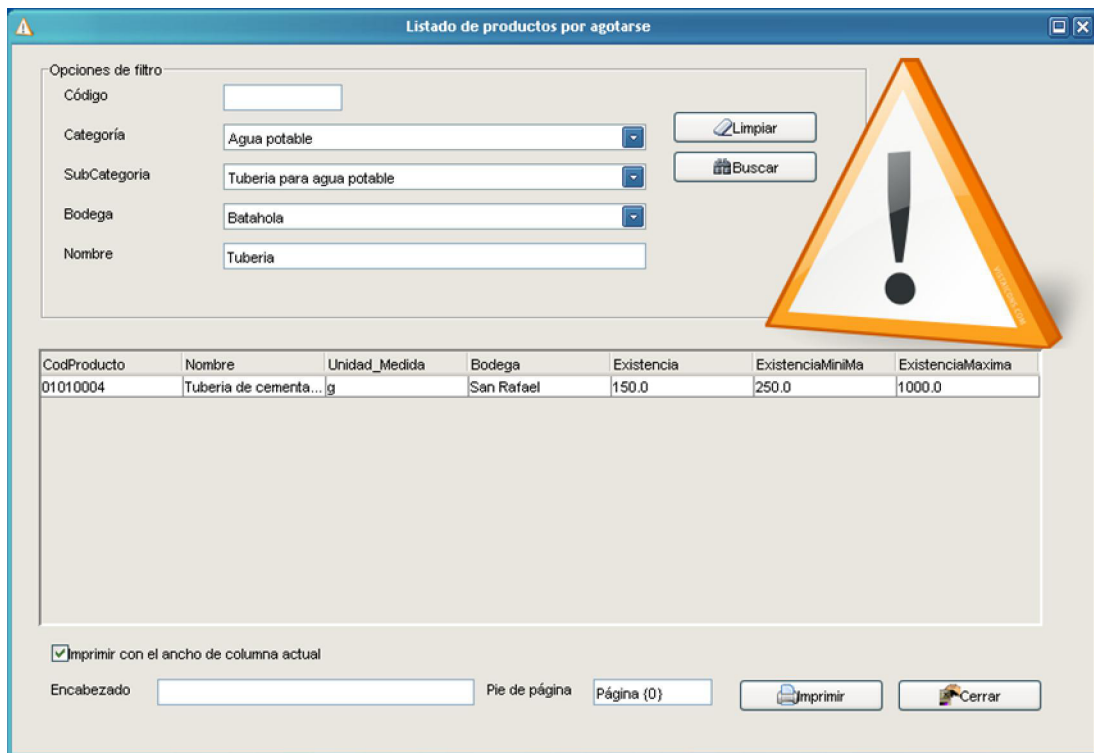 Listado de productos por agotarse
Opciones de filtro
Código
Categoría Agua potable Limpiar
SubCategoria Tuberia para agua potable Buscar
Bodega Batahola
Nombre Tuberia
VISTAICONS.COM
CodProducto Nombre Unidad_Medida Bodega Existencia ExistenciaMiniMa ExistenciaMaxima
01010004 Tuberia de cementa... g San Rafael 150.0 250.0 1000.0
Imprimir con el ancho de columna actual
Encabezado Pie de página Página {0} Imprimir Cerrar